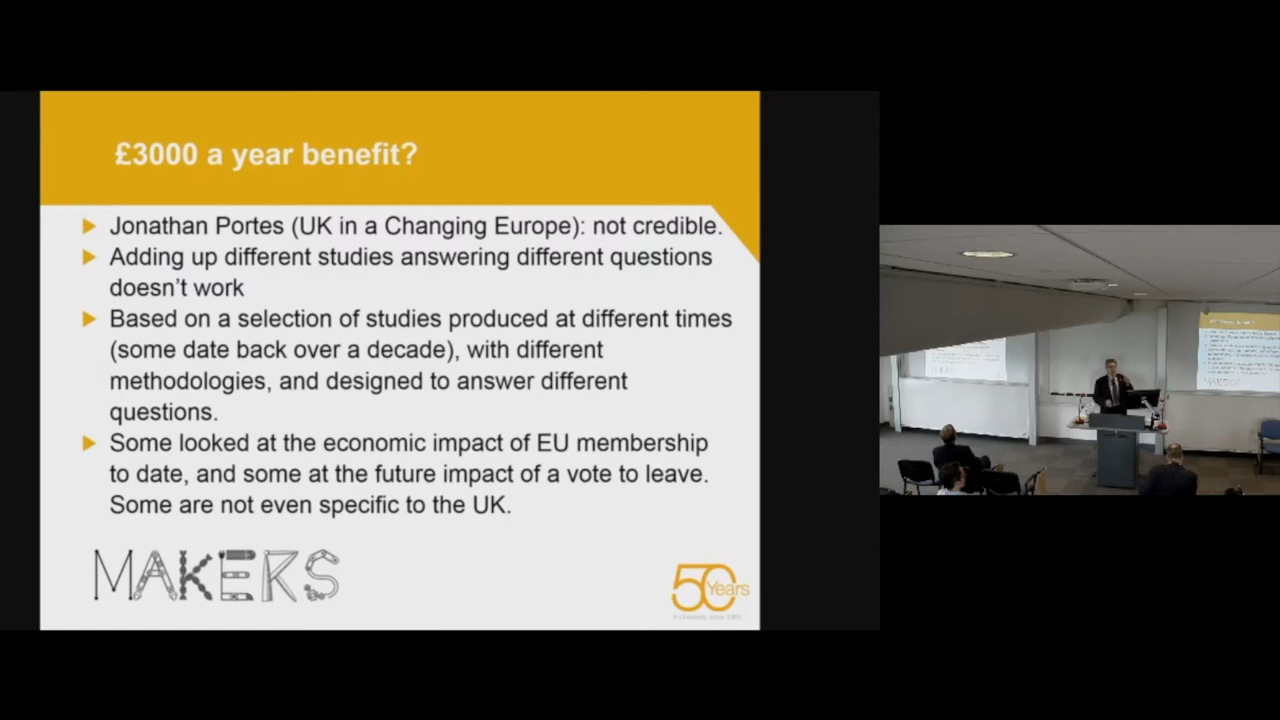 £3000 a year benefit?
Jonathan Portes (UK in a Changing Europe): not credible.
Adding up different studies answering different questions
doesn't work
Based on a selection of studies produced at different times
(some date back over a decade), with different
methodologies, and designed to answer different
questions.
Some looked at the economic impact of EU membership
to date, and some at the future impact of a vote to leave.
Some are not even specific to the UK.
MAKERS
50
Years